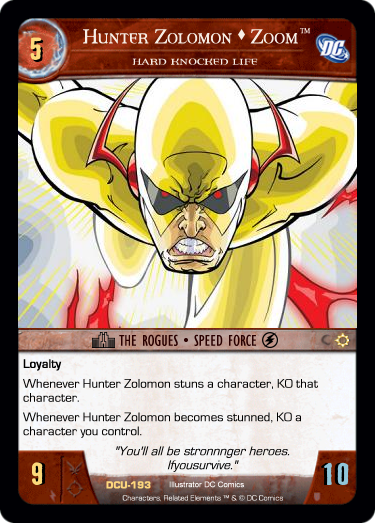 5
HUNTER ZOLOMON ♦ ZOOM™
HARD KNOCKED LIFE
DC
THE ROGUES • SPEED FORCE
Loyalty
Whenever Hunter Zolomon stuns a character, KO that
character.
Whenever Hunter Zolomon becomes stunned, KO a
character you control.
"You'll all be stronnnger heroes.
Ifyousurvive."
9
DCU-193 Illustrator DC Comics
10
Characters, Related Elements ™ & © DC Comics